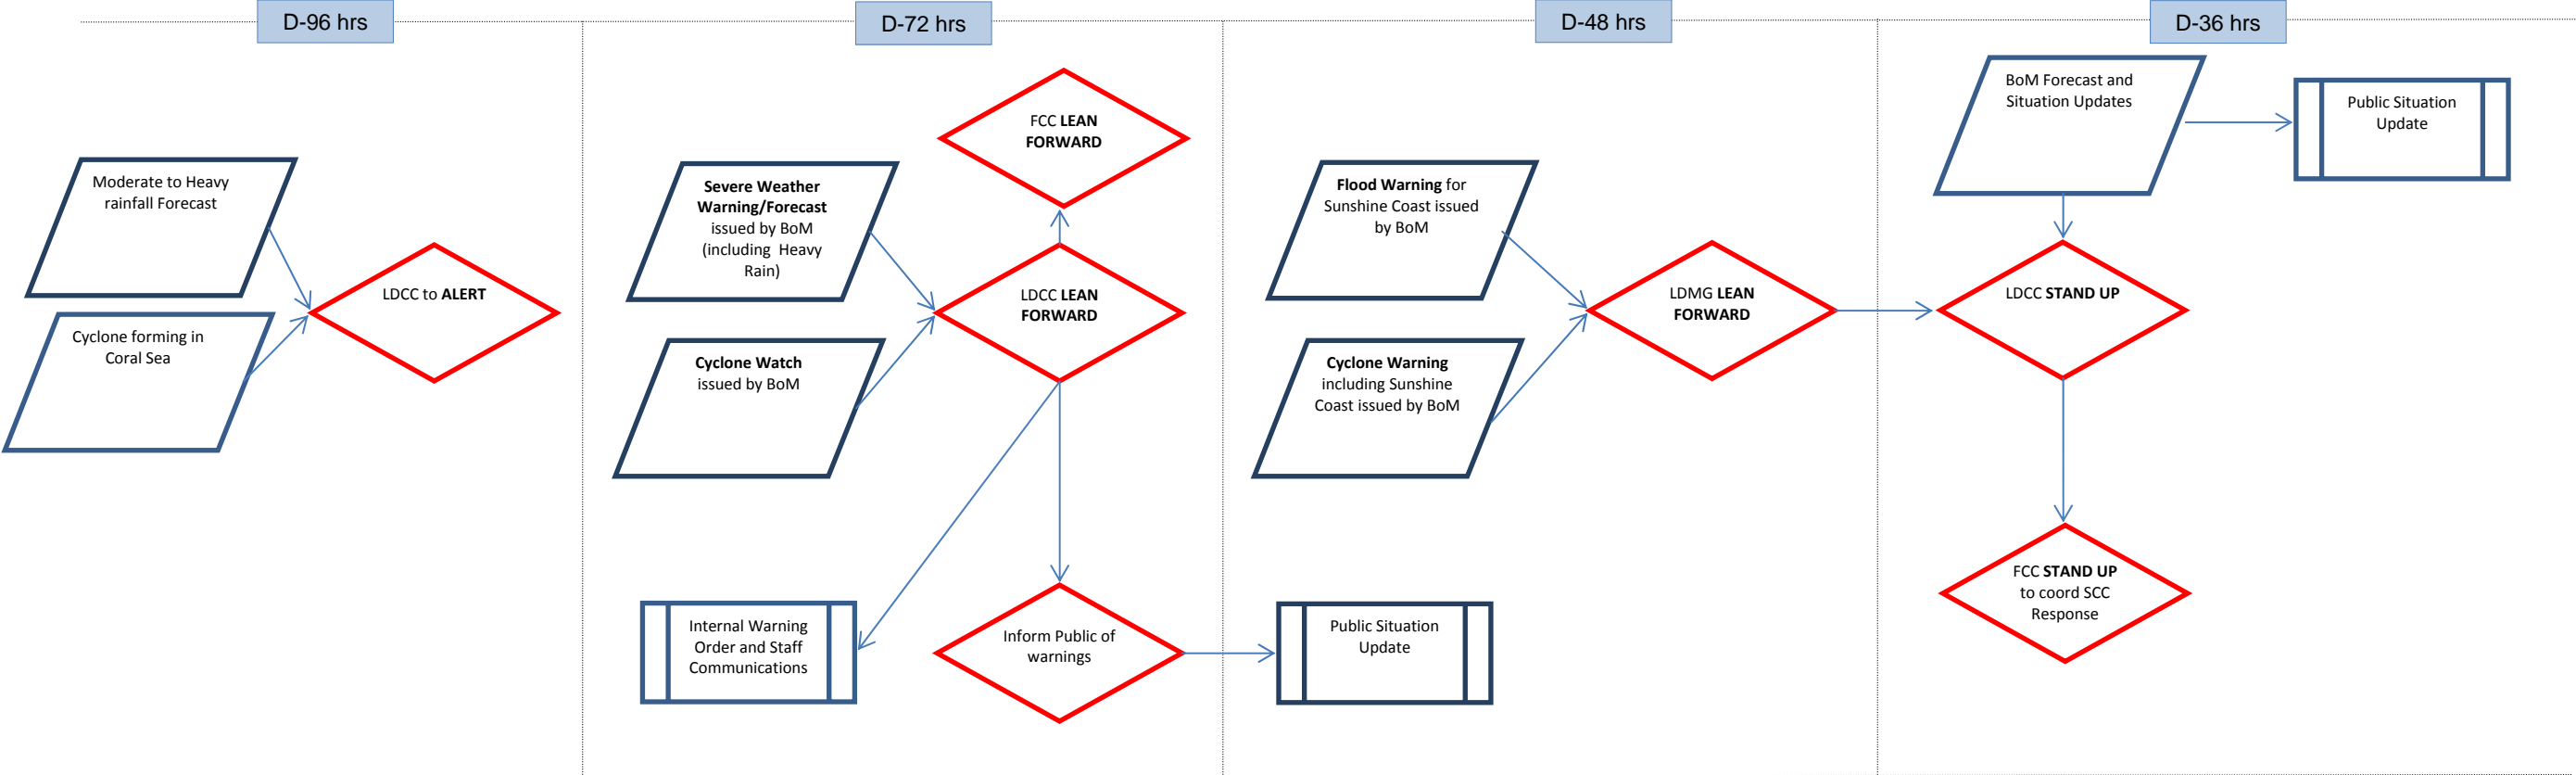 D-96 hrs
D-72 hrs
D-48 hrs
D-36 hrs
Moderate to Heavy
rainfall Forecast
Cyclone forming in
Coral Sea
LDCC to ALERT
Severe Weather
Warning/Forecast
issued by BoM
(including Heavy
Rain)
Cyclone Watch
issued by BoM
FCC LEAN
FORWARD
LDCC LEAN
FORWARD
Internal Warning
Order and Staff
Communications
Inform Public of
warnings
Flood Warning for
Sunshine Coast issued
by BoM
Cyclone Warning
including Sunshine
Coast issued by BoM
LDMG LEAN
FORWARD
Public Situation
Update
BoM Forecast and
Situation Updates
Public Situation
Update
LDCC STAND UP
FCC STAND UP
to coord SCC
Response